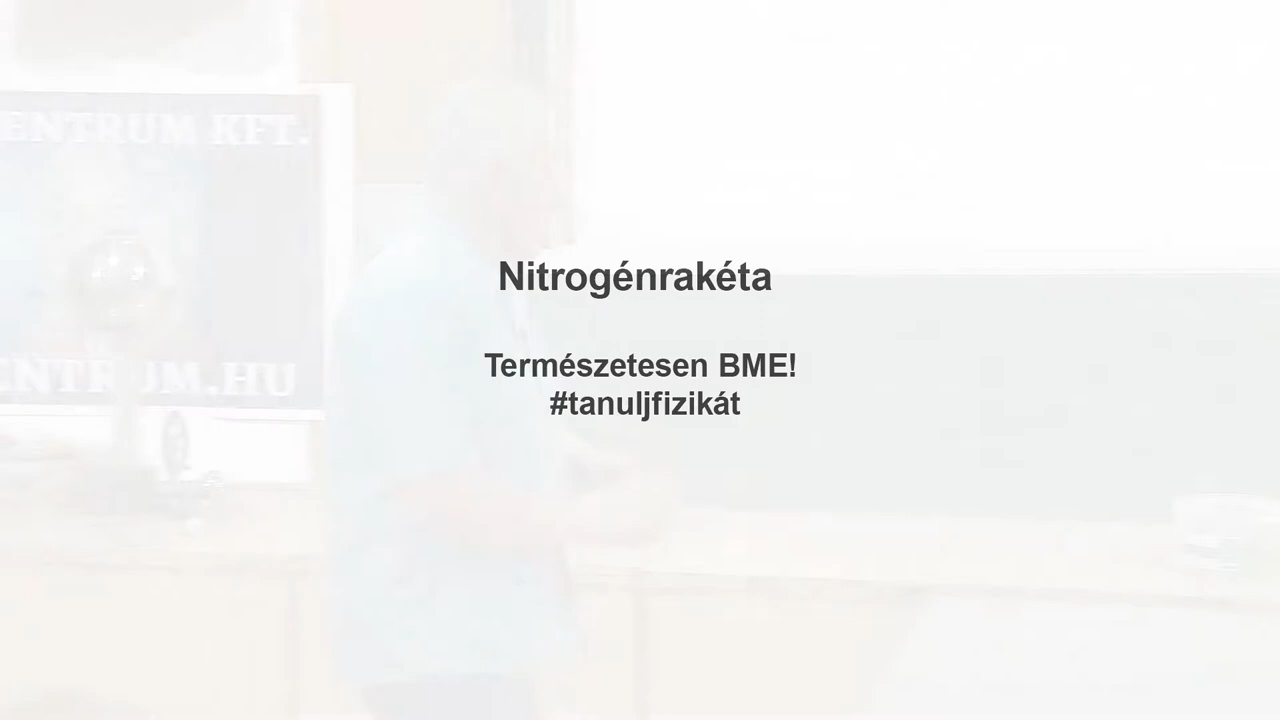 ENTRUM KFT.
ENTRUM.HU
Nitrogénrakéta
Természetesen BME!
#tanuljfizikát